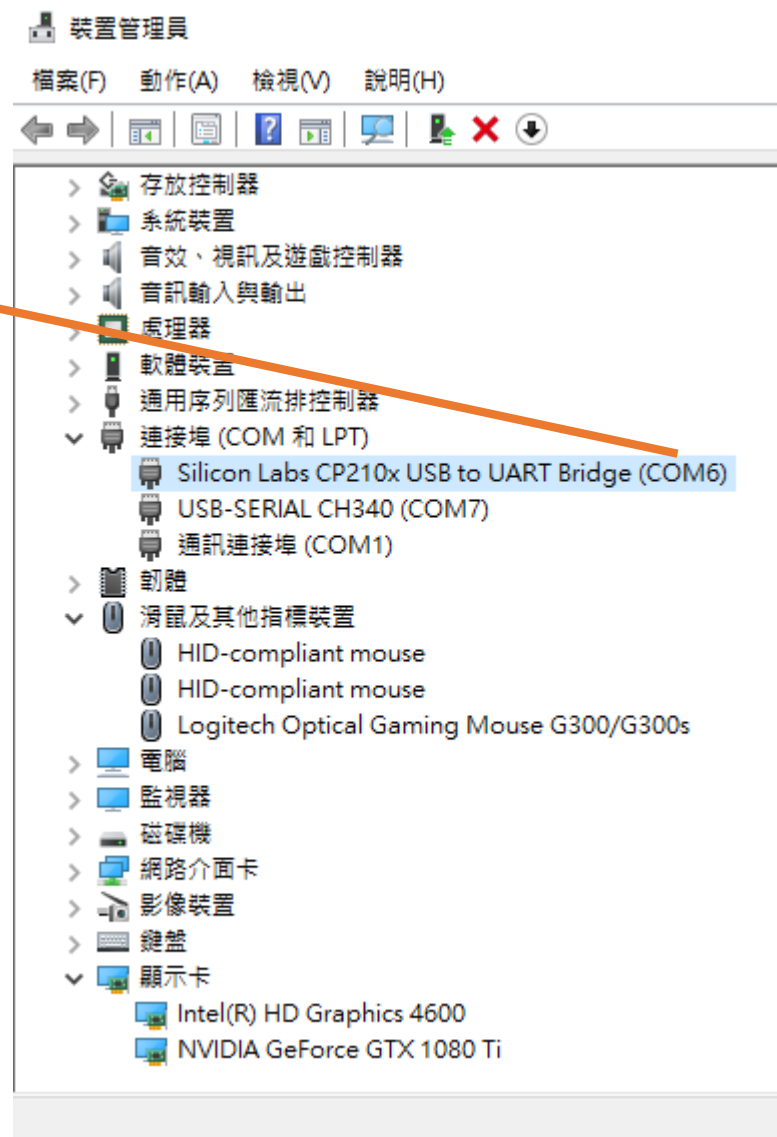 裝置管理員
檔案(F) 動作(A) 檢視(V) 說明(H)
存放控制器
系統裝置
音效、視訊及遊戲控制器
音訊輸入與輸出
處理器
軟體裝置
通用序列匯流排控制器
連接埠 (COM 和 LPT)
Silicon Labs CP210x USB to UART Bridge (COM6)
USB-SERIAL CH340 (COM7)
通訊連接埠 (COM1)
韌體
滑鼠及其他指標裝置
HID-compliant mouse
HID-compliant mouse
Logitech Optical Gaming Mouse G300/G300s
電腦
監視器
磁碟機
網路介面卡
影像裝置
鍵盤
顯示卡
Intel(R) HD Graphics 4600
NVIDIA GeForce GTX 1080 Ti